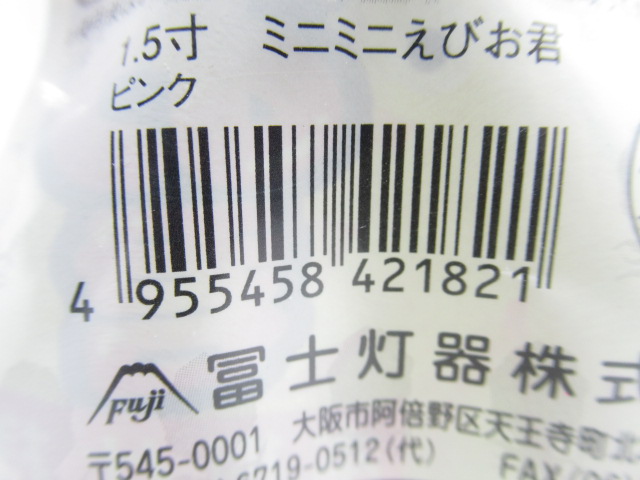 1.5寸 ミニミニえびお君
ピンク
4 955458 421821
Fuji 冨士灯器株式
〒545-0001 大阪市阿倍野区天王寺町北
6719-0512(代) FAX/